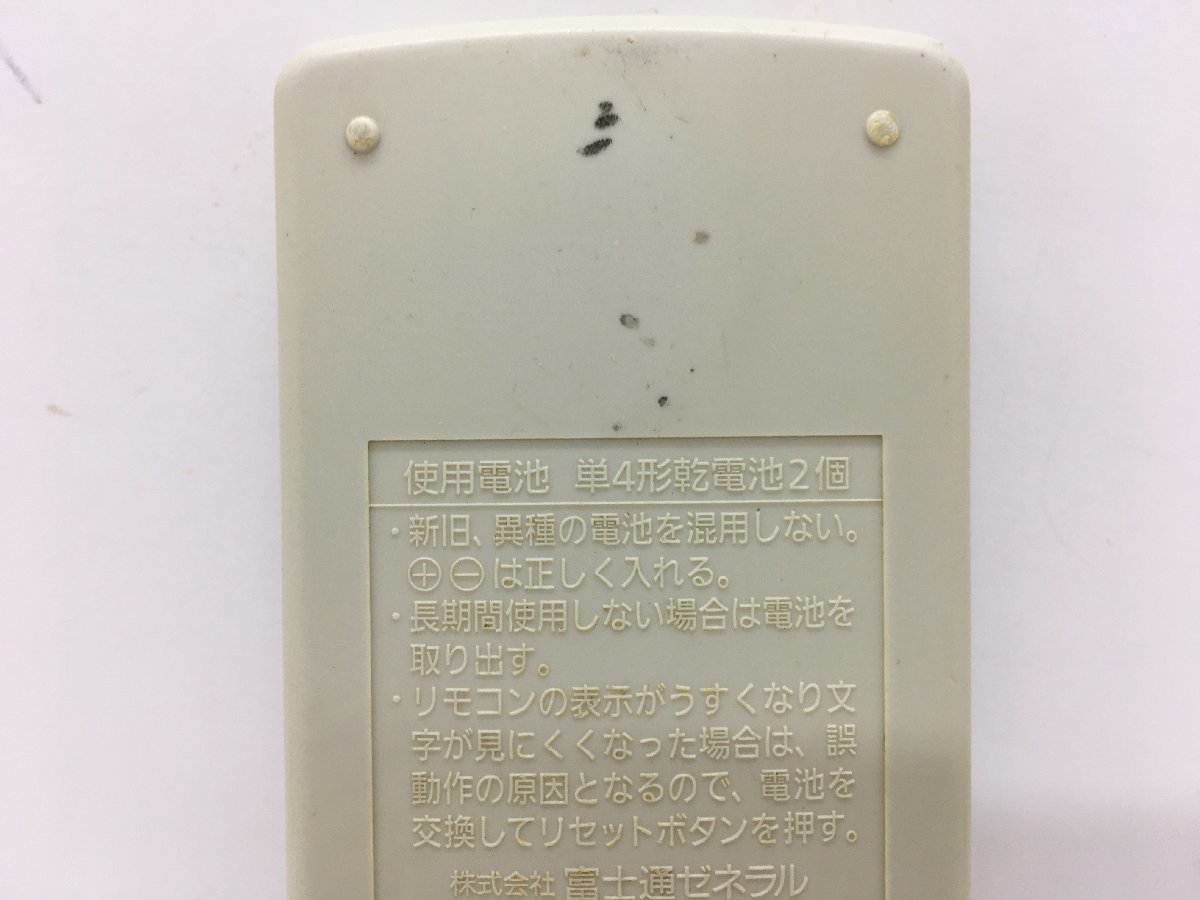 使用電池 単4形乾電池2個
・新旧、異種の電池を混用しない。
⊕⊖は正しく入れる。
・長期間使用しない場合は電池を
取り出す。
・リモコンの表示がうすくなり文
字が見にくくなった場合は、誤
動作の原因となるので、電池を
交換してリセットボタンを押す。
株式会社 富士通ゼネラル